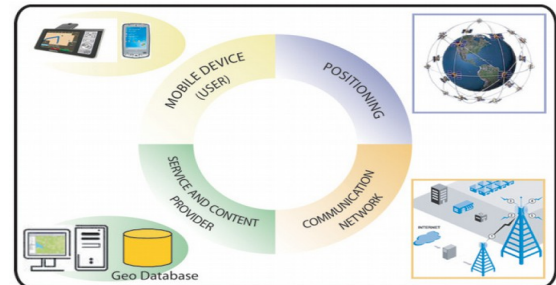 MOBILE DEVICE
(USER)
POSITIONING
SERVICE AND CONTENT
PROVIDER
COMMUNICATION
NETWORK
INTERNET
Geo Database